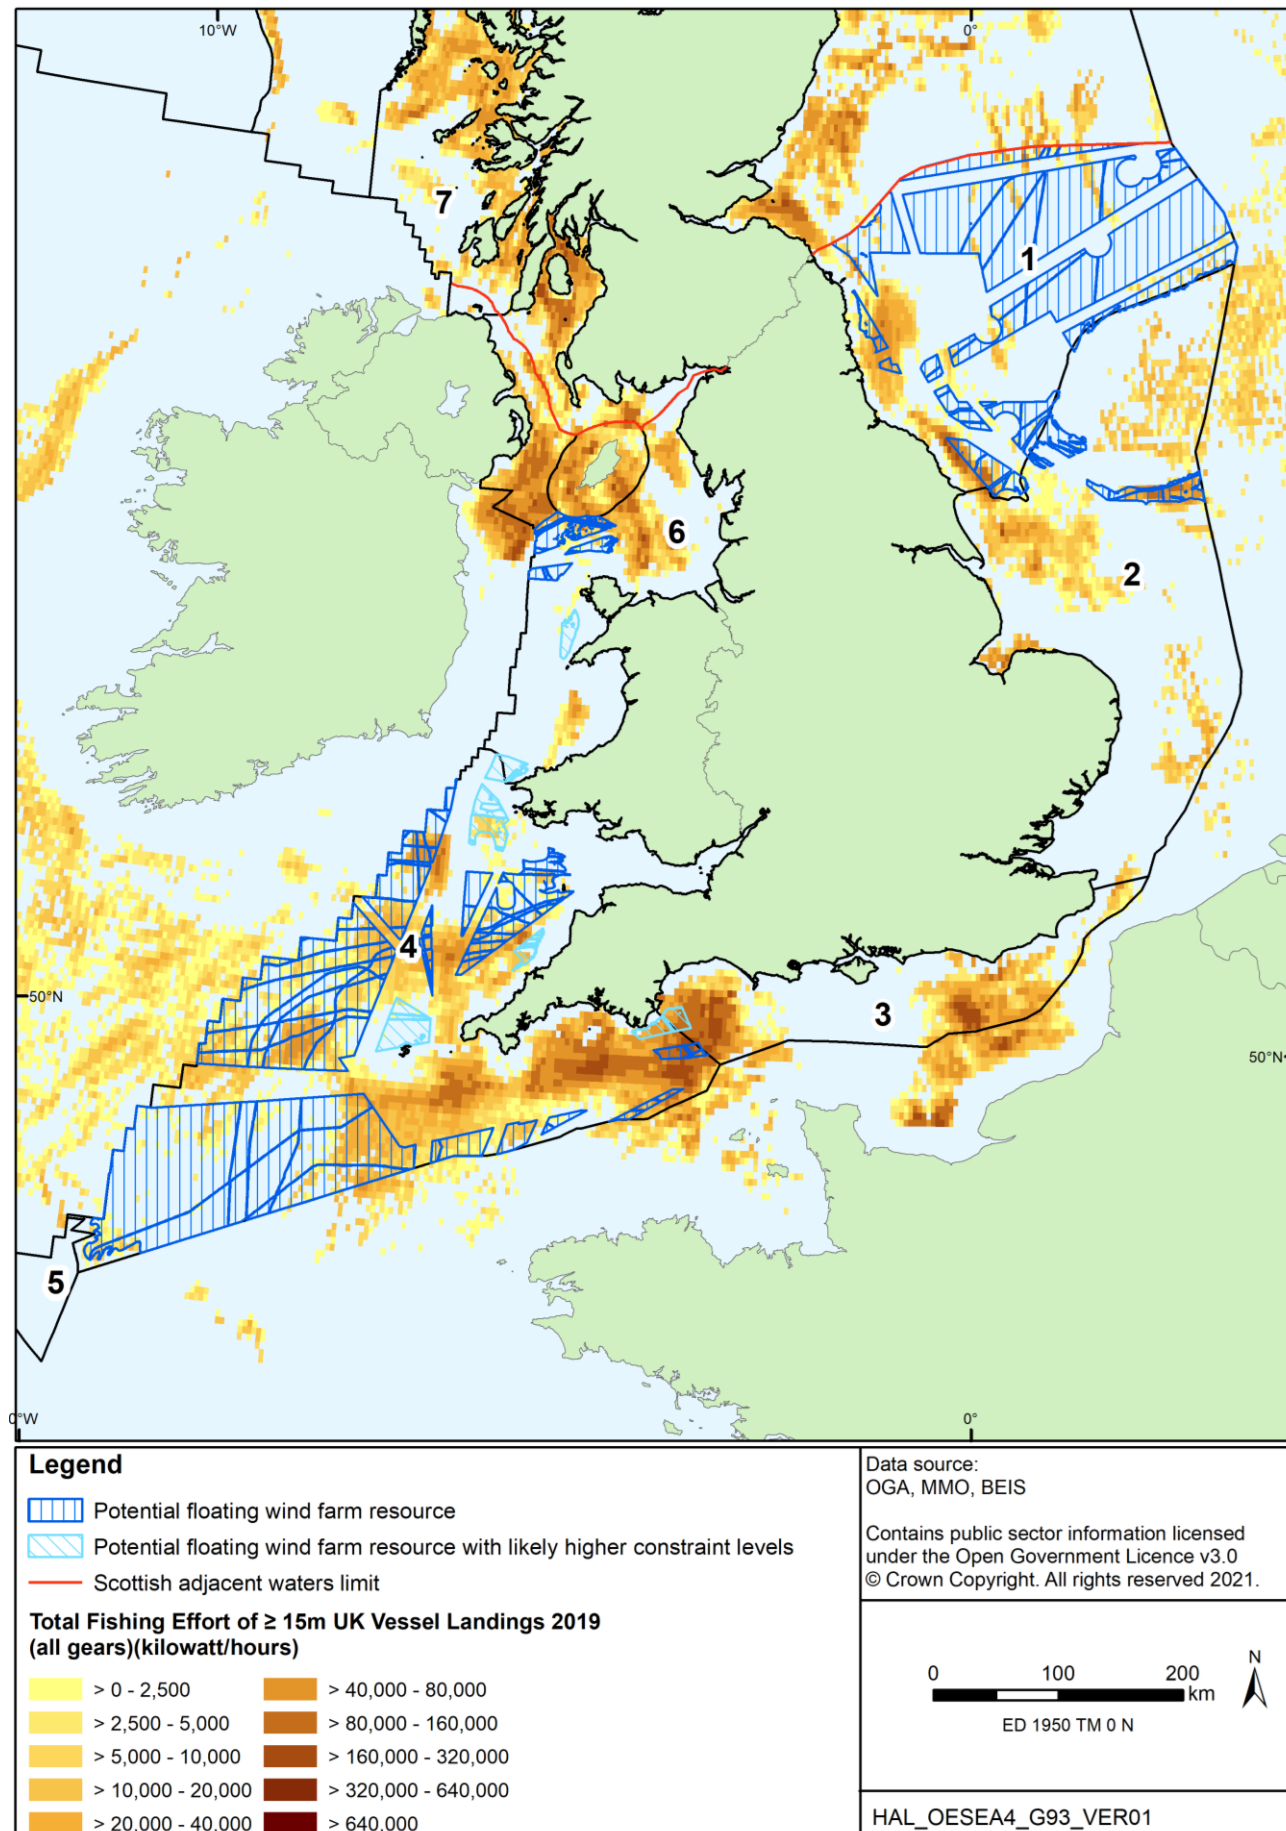 10°W
0°
7
1
6
2
4
50°N
3
50°N
5
0°W
0°
Legend
Potential floating wind farm resource
Potential floating wind farm resource with likely higher constraint levels
Scottish adjacent waters limit
Total Fishing Effort of ≥ 15m UK Vessel Landings 2019
(all gears)(kilowatt/hours)
> 0 - 2,500
> 40,000 - 80,000
> 2,500 - 5,000
> 80,000 - 160,000
> 5,000 - 10,000
> 160,000 - 320,000
> 10,000 - 20,000
> 320,000 - 640,000
> 20,000 - 40,000
> 640,000
Data source:
OGA, MMO, BEIS
Contains public sector information licensed
under the Open Government Licence v3.0
© Crown Copyright. All rights reserved 2021.
0 100 200
km
N
ED 1950 TM 0 N
HAL_OESEA4_G93_VER01